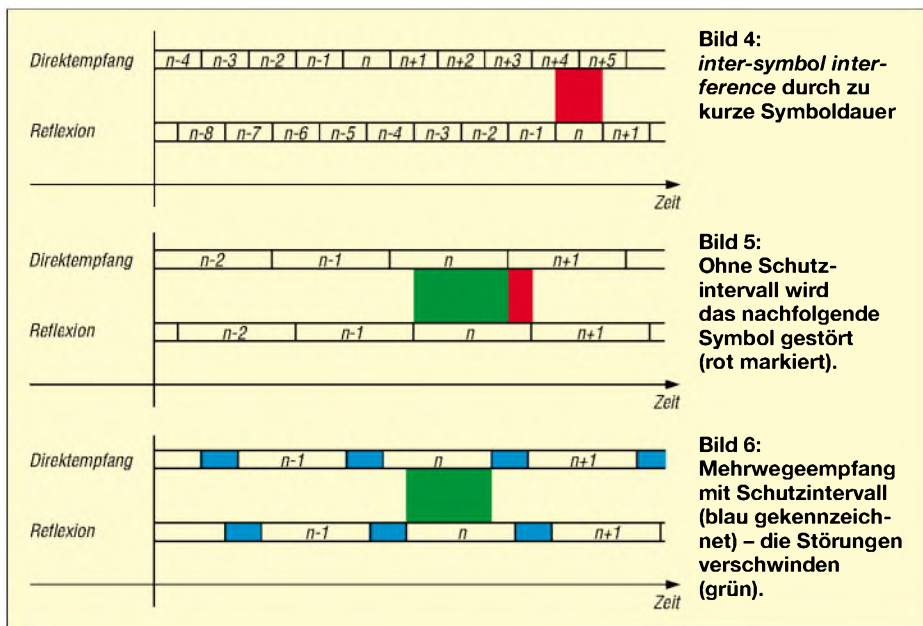 Direktempfang
n-4 n-3 n-2 n-1 n n+1 n+2 n+3 n+4 n+5
Reflexion
n-8 n-7 n-6 n-5 n-4 n-3 n-2 n-1 n n+1
Zeit
Bild 4:
inter-symbol inter-
ference durch zu
kurze Symboldauer
Direktempfang
n-2 n-1 n n+1
Reflexion
n-2 n-1 n n+1
Zeit
Bild 5:
Ohne Schutz-
intervall wird
das nachfolgende
Symbol gestört
(rot markiert).
Direktempfang
n-1 n n+1
Reflexion
n-1 n n+1
Zeit
Bild 6:
Mehrwegeempfang
mit Schutzintervall
(blau gekennzeich-
net) – die Störungen
verschwinden
(grün).